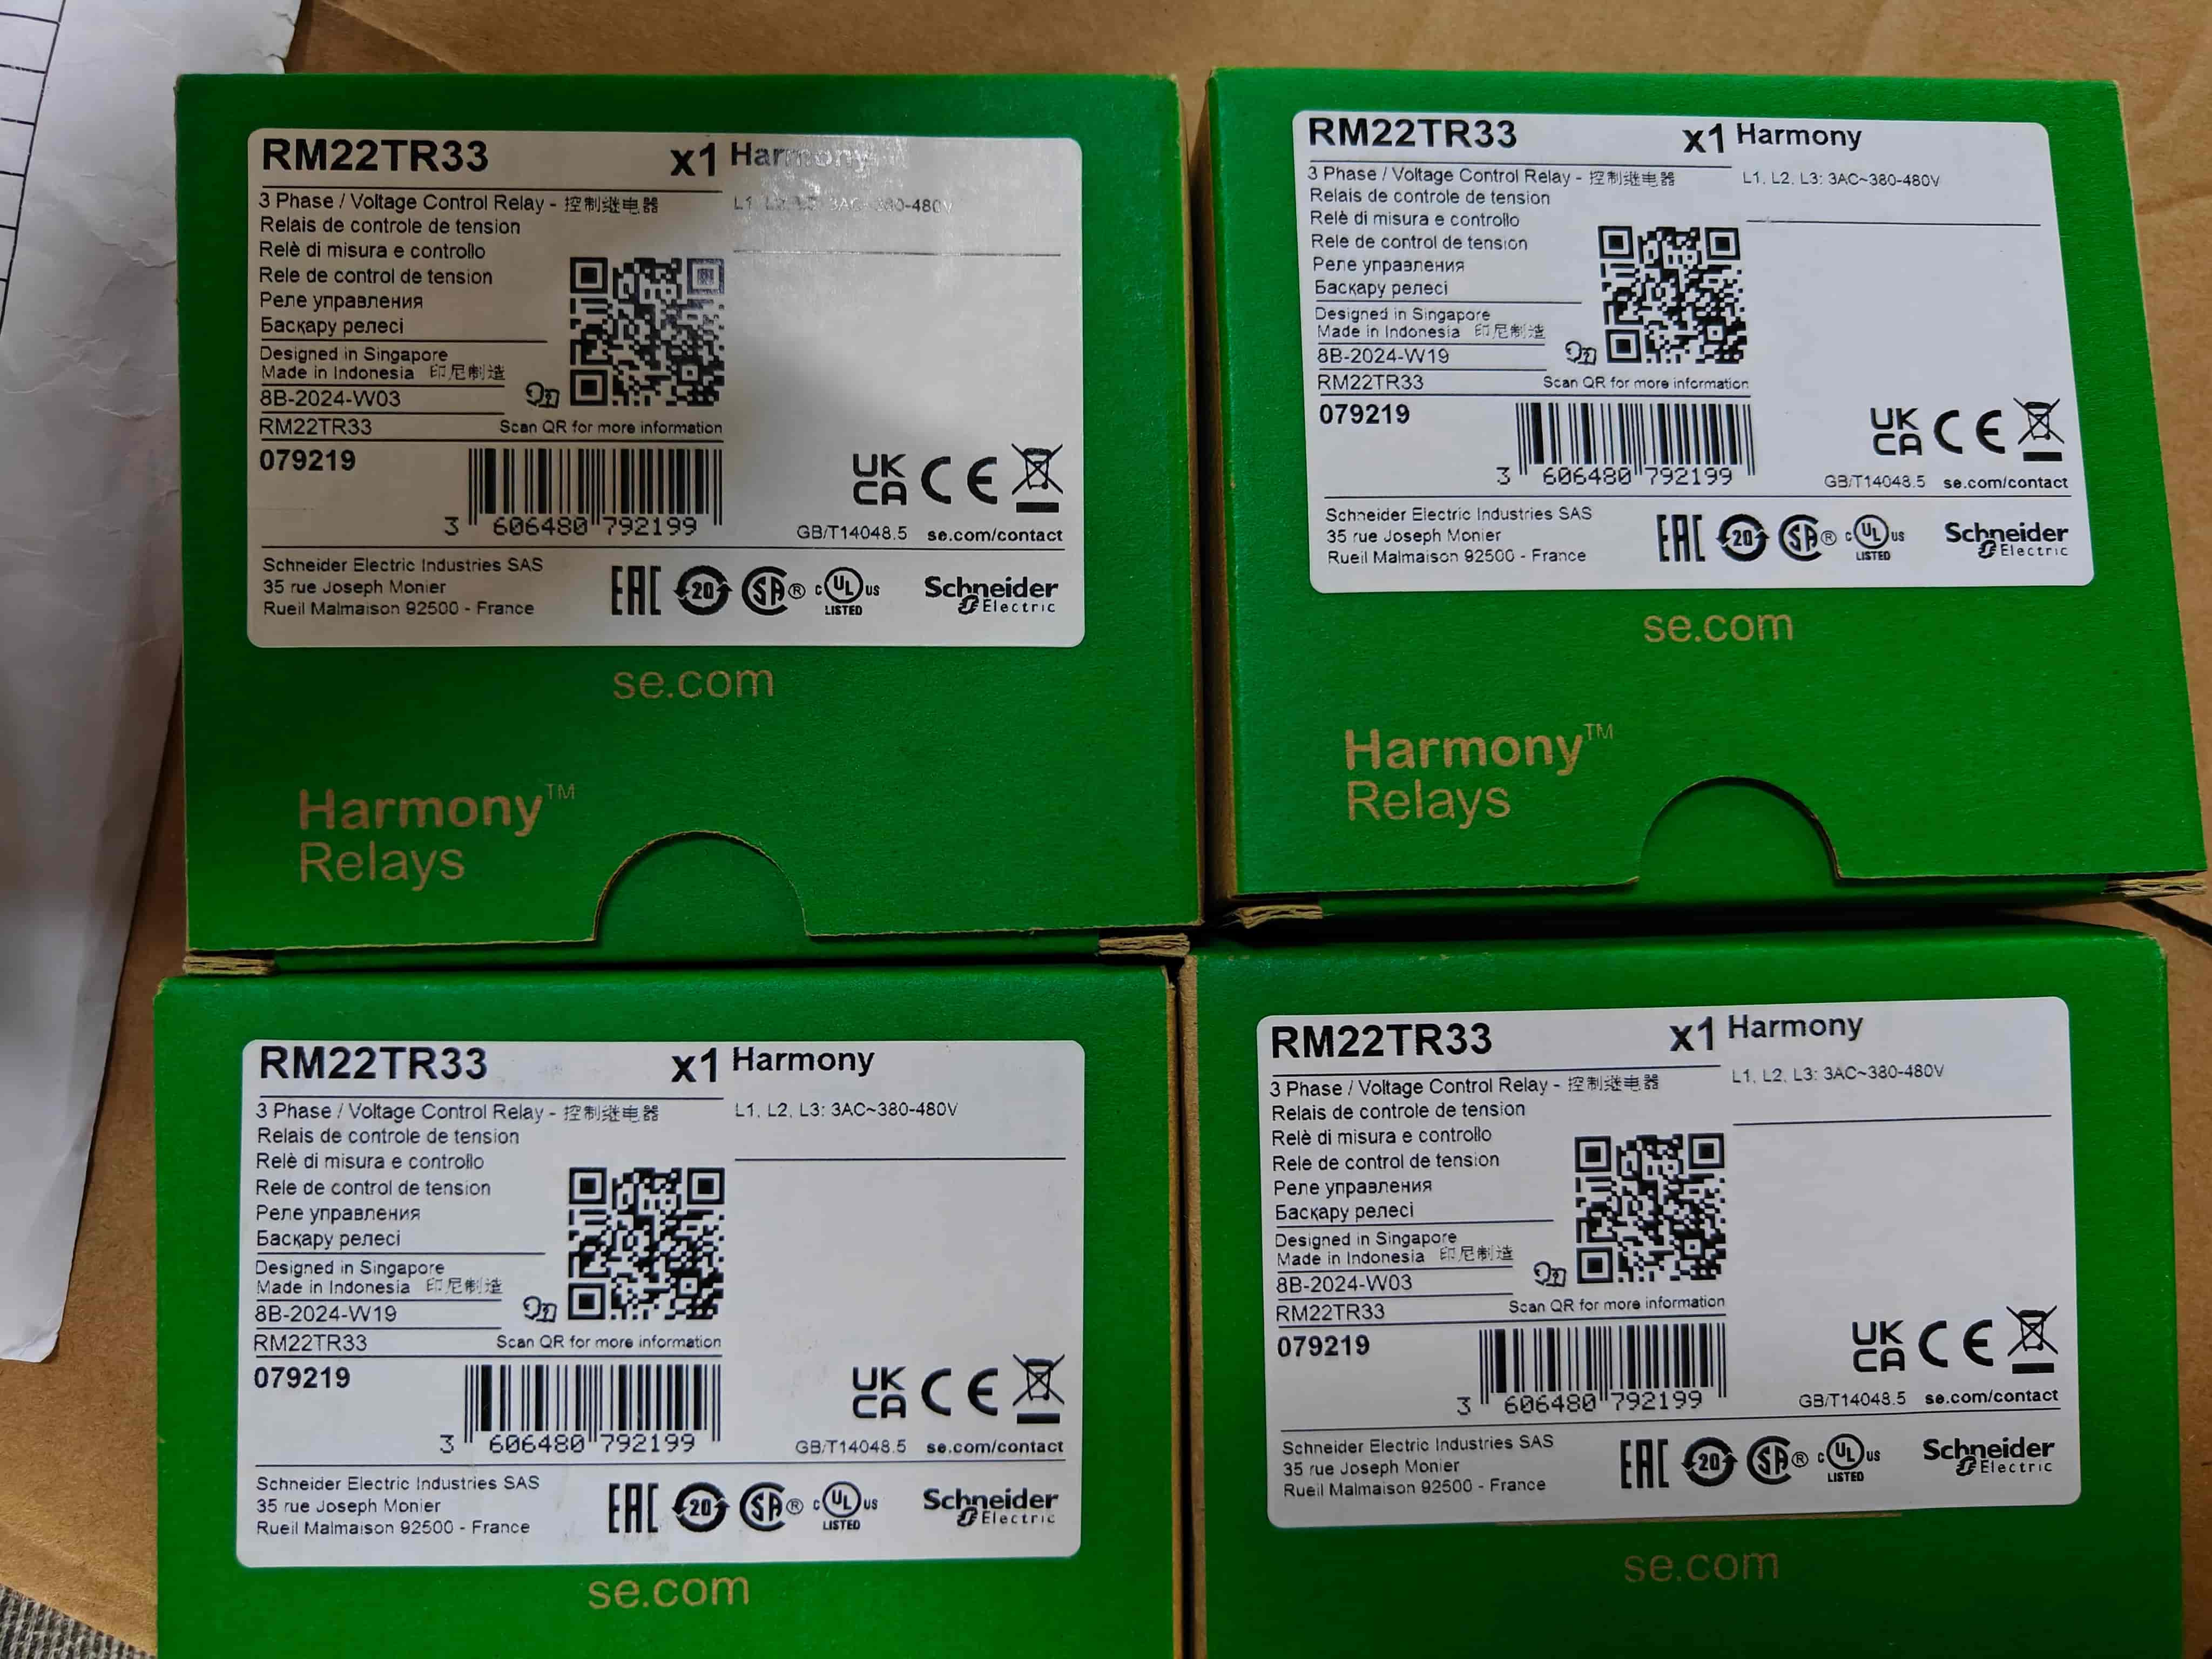 RM22TR33 x1 Harmony
3 Phase / Voltage Control Relay - 控制继电器
L1, L2, L3: 3AC~380-480V
Relais de controle de tension
Relè di misura e controllo
Rele de control de tension
Реле управления
Басқару релесі
Designed in Singapore
Made in Indonesia 印尼制造
8B-2024-W03
RM22TR33
Scan QR for more information
079219
3 606480 792199
UK
CA
CE
GB/T14048.5 se.com/contact
Schneider Electric Industries SAS
35 rue Joseph Monier
Rueil Malmaison 92500 - France
EAC 20 SA® c UL us
LISTED
Schneider
Electric
se.com
Harmony™
Relays
RM22TR33 x1 Harmony
3 Phase / Voltage Control Relay - 控制继电器
L1, L2, L3: 3AC~380-480V
Relais de controle de tension
Relè di misura e controllo
Rele de control de tension
Реле управления
Басқару релесі
Designed in Singapore
Made in Indonesia 印尼制造
8B-2024-W19
RM22TR33
Scan QR for more information
079219
3 606480 792199
UK
CA
CE
GB/T14048.5 se.com/contact
Schneider Electric Industries SAS
35 rue Joseph Monier
Rueil Malmaison 92500 - France
EAC 20 SA® c UL us
LISTED
Schneider
Electric
se.com
Harmony™
Relays
RM22TR33 x1 Harmony
3 Phase / Voltage Control Relay - 控制继电器
L1, L2, L3: 3AC~380-480V
Relais de controle de tension
Relè di misura e controllo
Rele de control de tension
Реле управления
Басқару релесі
Designed in Singapore
Made in Indonesia 印尼制造
8B-2024-W19
RM22TR33
Scan QR for more information
079219
3 606480 792199
UK
CA
CE
GB/T14048.5 se.com/contact
Schneider Electric Industries SAS
35 rue Joseph Monier
Rueil Malmaison 92500 - France
EAC 20 SA® c UL us
LISTED
Schneider
Electric
se.com
RM22TR33 x1 Harmony
3 Phase / Voltage Control Relay - 控制继电器
L1, L2, L3: 3AC~380-480V
Relais de controle de tension
Relè di misura e controllo
Rele de control de tension
Реле управления
Басқару релесі
Designed in Singapore
Made in Indonesia 印尼制造
8B-2024-W03
RM22TR33
Scan QR for more information
079219
3 606480 792199
UK
CA
CE
GB/T14048.5 se.com/contact
Schneider Electric Industries SAS
35 rue Joseph Monier
Rueil Malmaison 92500 - France
EAC 20 SA® c UL us
LISTED
Schneider
Electric
se.com